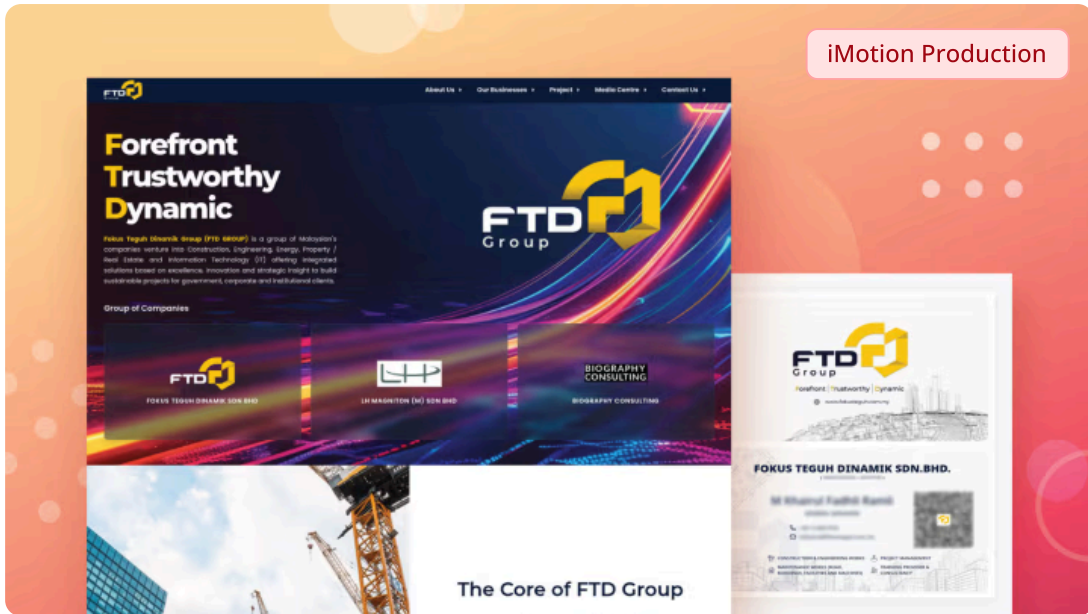 iMotion Production
FTD
About Us
Our Businesses
Project
Media Centre
Contact Us
Forefront
Trustworthy
Dynamic
FTD
Group
Fokus Teguh Dinamik Group (FTD GROUP) is a group of Malaysian's
companies venture into Construction, Engineering, Energy, Property /
Real Estate and Information Technology (IT) offering integrated
solutions based on excellence, innovation and strategic insight to build
sustainable projects for government, corporate and institutional clients.
Group of Companies
FTD
FOKUS TEGUH DINAMIK SDN BHD
LHP
LH MAGNITON (M) SDN BHD
BIOGRAPHY
CONSULTING
BIOGRAPHY CONSULTING
The Core of FTD Group
FTD
Group
Forefront | Trustworthy | Dynamic
FOKUS TEGUH DINAMIK SDN.BHD.
PROJECT MANAGEMENT